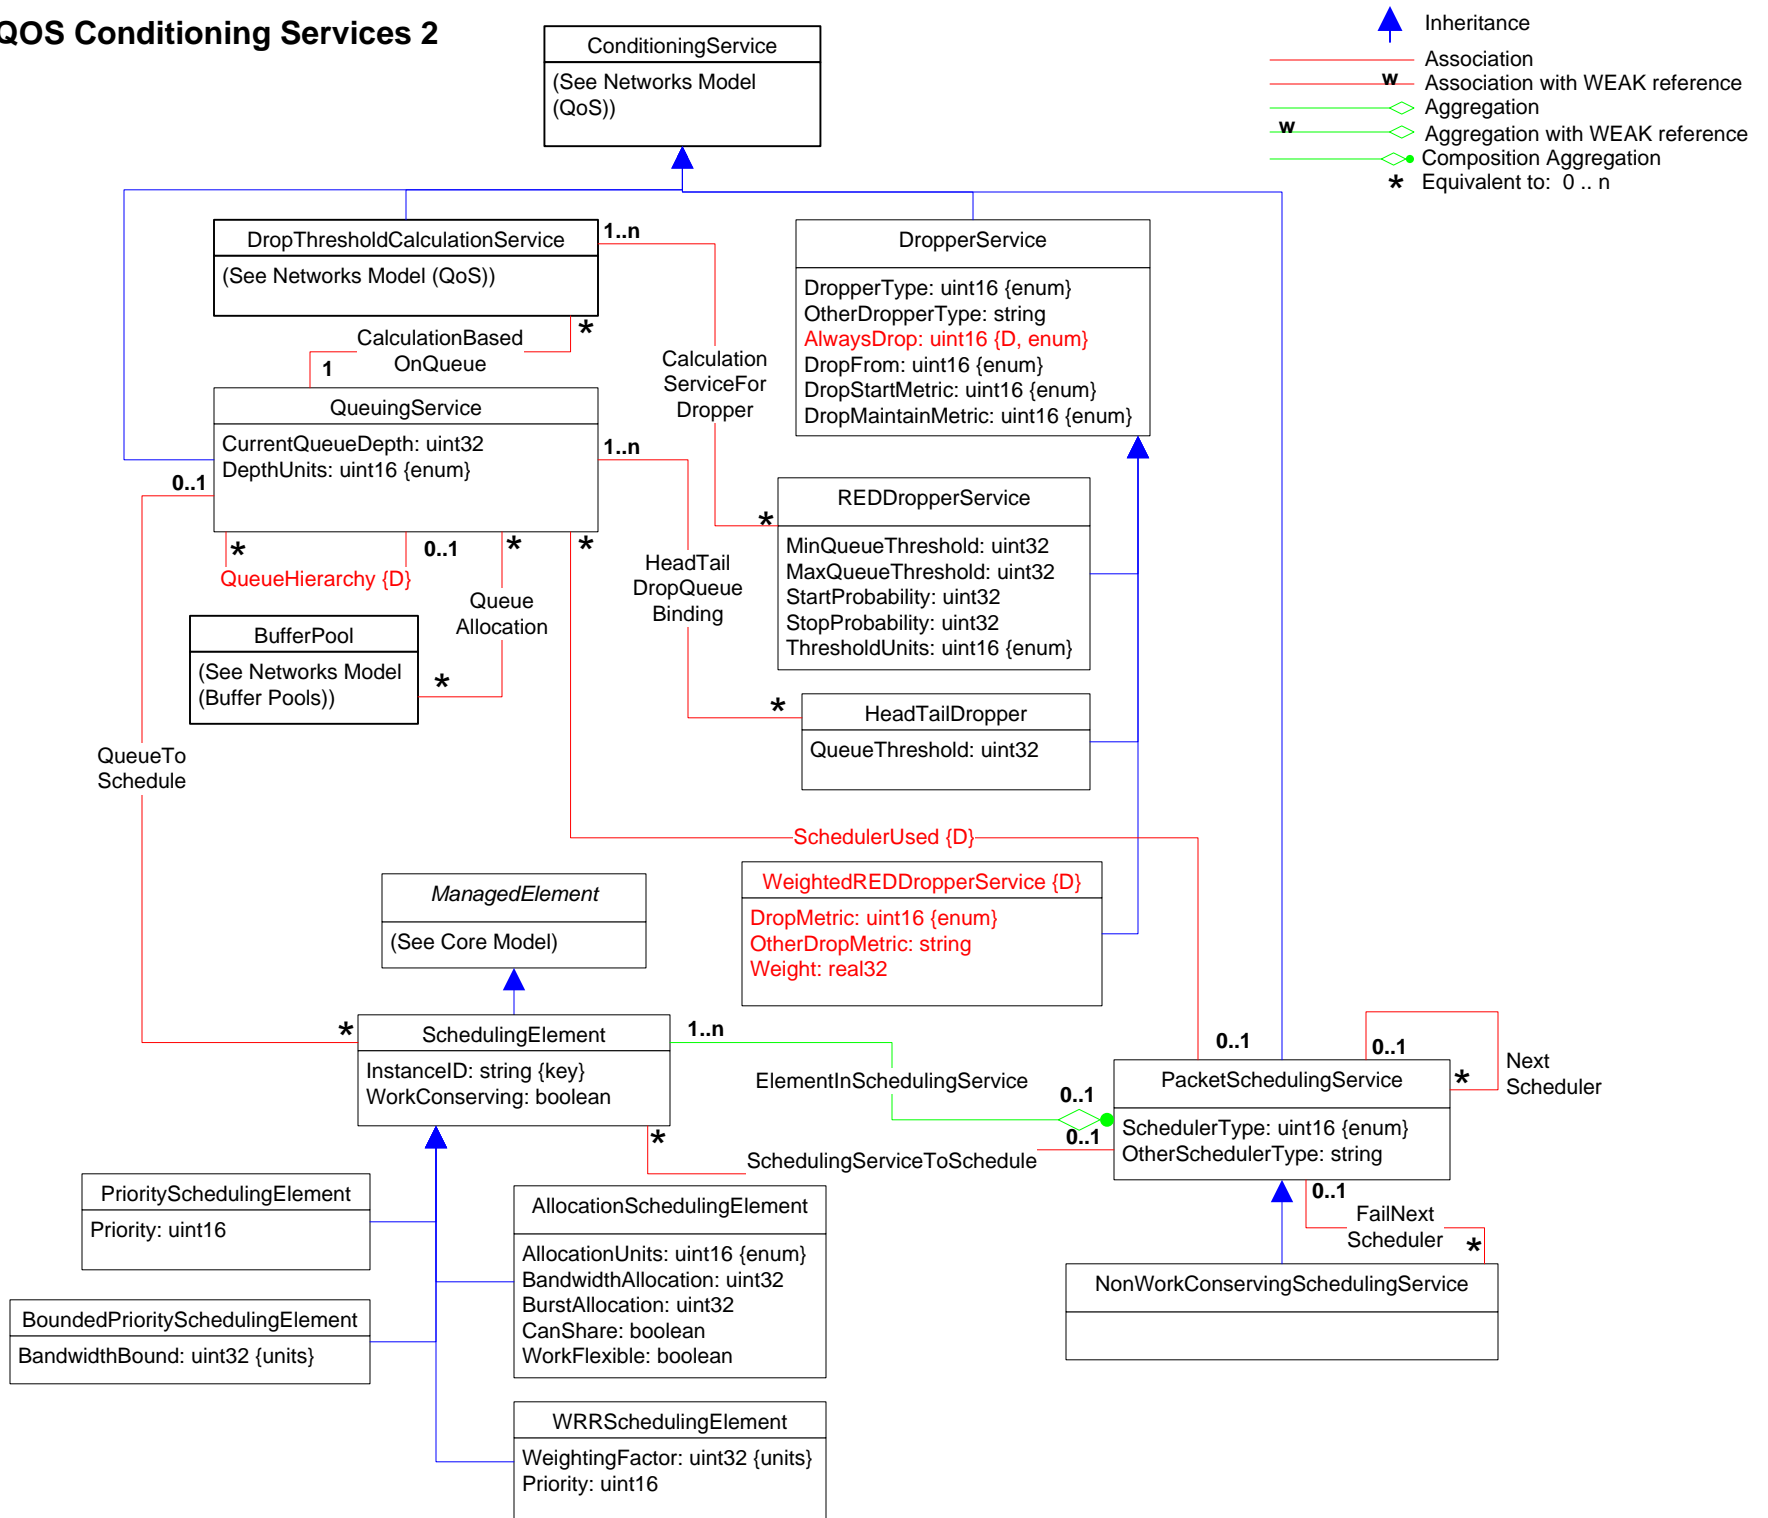 QOS Conditioning Services 2
Inheritance
Association
w
Association with WEAK reference
Aggregation
w
Aggregation with WEAK reference
Composition Aggregation
* Equivalent to: 0 .. n
ConditioningService
(See Networks Model
(QoS))
DropThresholdCalculationService
(See Networks Model (QoS))
1..n
*
CalculationBased
OnQueue
1
Calculation
ServiceFor
Dropper
*
DropperService
DropperType: uint16 {enum}
OtherDropperType: string
AlwaysDrop: uint16 {D, enum}
DropFrom: uint16 {enum}
DropStartMetric: uint16 {enum}
DropMaintainMetric: uint16 {enum}
QueuingService
CurrentQueueDepth: uint32
DepthUnits: uint16 {enum}
1..n
0..1
*
0..1
*
*
QueueHierarchy {D}
Queue
Allocation
*
HeadTail
DropQueue
Binding
*
REDDropperService
MinQueueThreshold: uint32
MaxQueueThreshold: uint32
StartProbability: uint32
StopProbability: uint32
ThresholdUnits: uint16 {enum}
BufferPool
(See Networks Model
(Buffer Pools))
HeadTailDropper
QueueThreshold: uint32
QueueTo
Schedule
SchedulerUsed {D}
WeightedREDDropperService {D}
DropMetric: uint16 {enum}
OtherDropMetric: string
Weight: real32
ManagedElement
(See Core Model)
*
SchedulingElement
InstanceID: string {key}
WorkConserving: boolean
1..n
ElementInSchedulingService
0..1
*
SchedulingServiceToSchedule
0..1
0..1
0..1
*
Next
Scheduler
PacketSchedulingService
SchedulerType: uint16 {enum}
OtherSchedulerType: string
0..1
FailNext
Scheduler
*
NonWorkConservingSchedulingService
PrioritySchedulingElement
Priority: uint16
AllocationSchedulingElement
AllocationUnits: uint16 {enum}
BandwidthAllocation: uint32
BurstAllocation: uint32
CanShare: boolean
WorkFlexible: boolean
BoundedPrioritySchedulingElement
BandwidthBound: uint32 {units}
WRRSchedulingElement
WeightingFactor: uint32 {units}
Priority: uint16